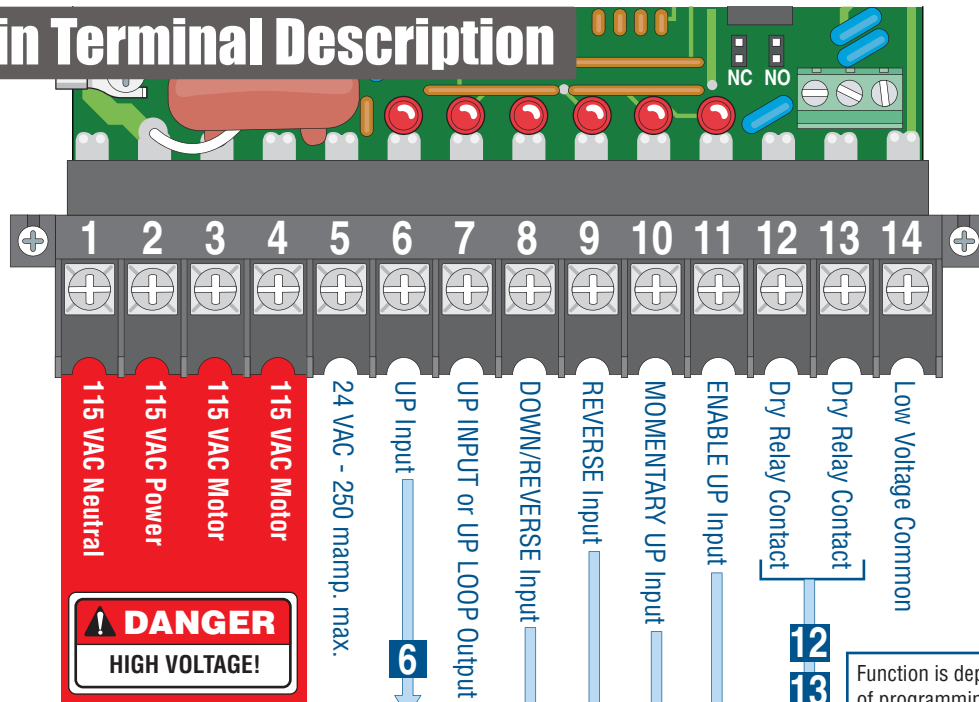 in Terminal Description
NC NO
1 2 3 4 5 6 7 8 9 10 11 12 13 14
115 VAC Neutral
115 VAC Power
115 VAC Motor
115 VAC Motor
24 VAC - 250 mamp. max.
UP Input
UP INPUT or UP LOOP Output
DOWN/REVERSE Input
REVERSE Input
MOMENTARY UP Input
ENABLE UP Input
Dry Relay Contact
Dry Relay Contact
Low Voltage Common
DANGER
HIGH VOLTAGE!
6
12
13
Function is dep
of programmin